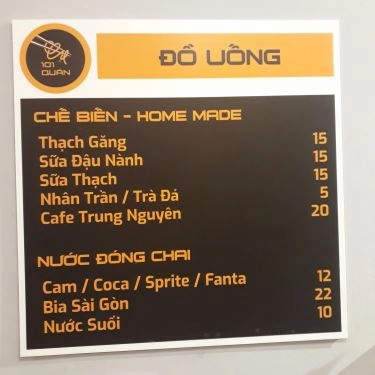 101
QUÁN
ĐỒ UỐNG
CHẾ BIẾN - HOME MADE
Thạch Găng 15
Sữa Đậu Nành 15
Sữa Thạch 15
Nhân Trần / Trà Đá 5
Cafe Trung Nguyên 20
NƯỚC ĐÓNG CHAI
Cam / Coca / Sprite / Fanta 12
Bia Sài Gòn 22
Nước Suối 10